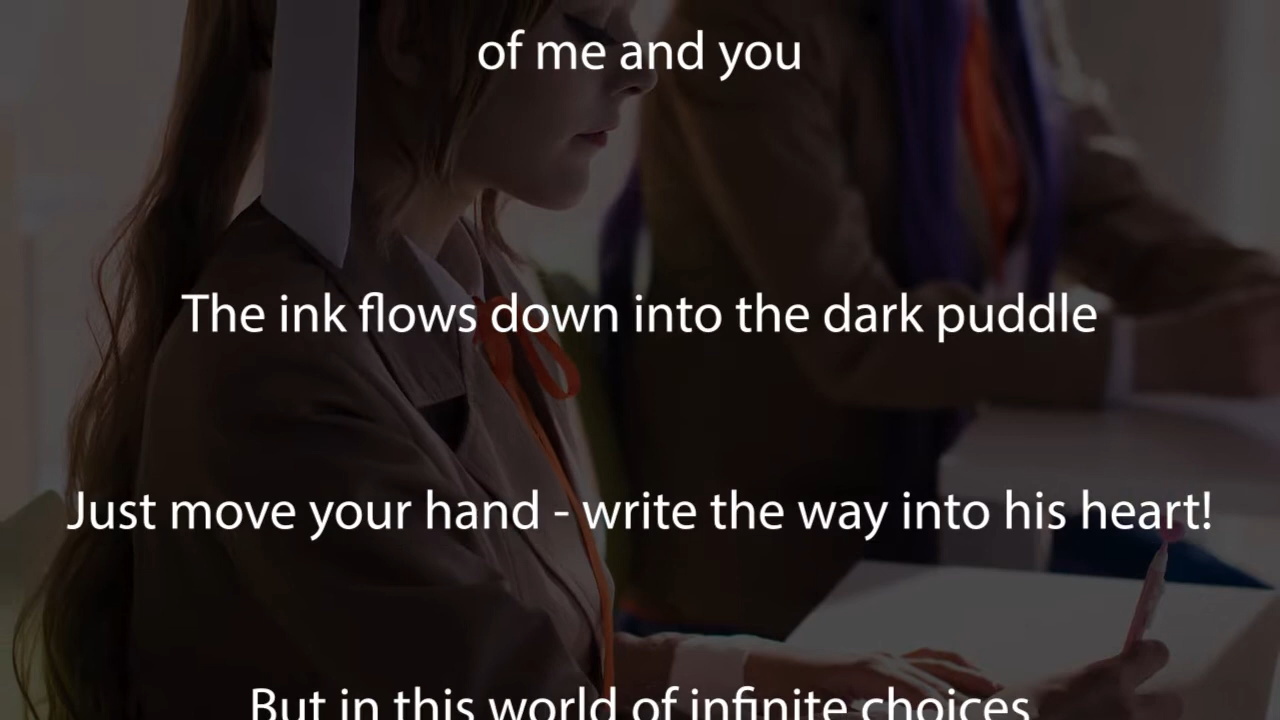 of me and you
The ink flows down into the dark puddle
Just move your hand - write the way into his heart!
But in this world of infinite choices